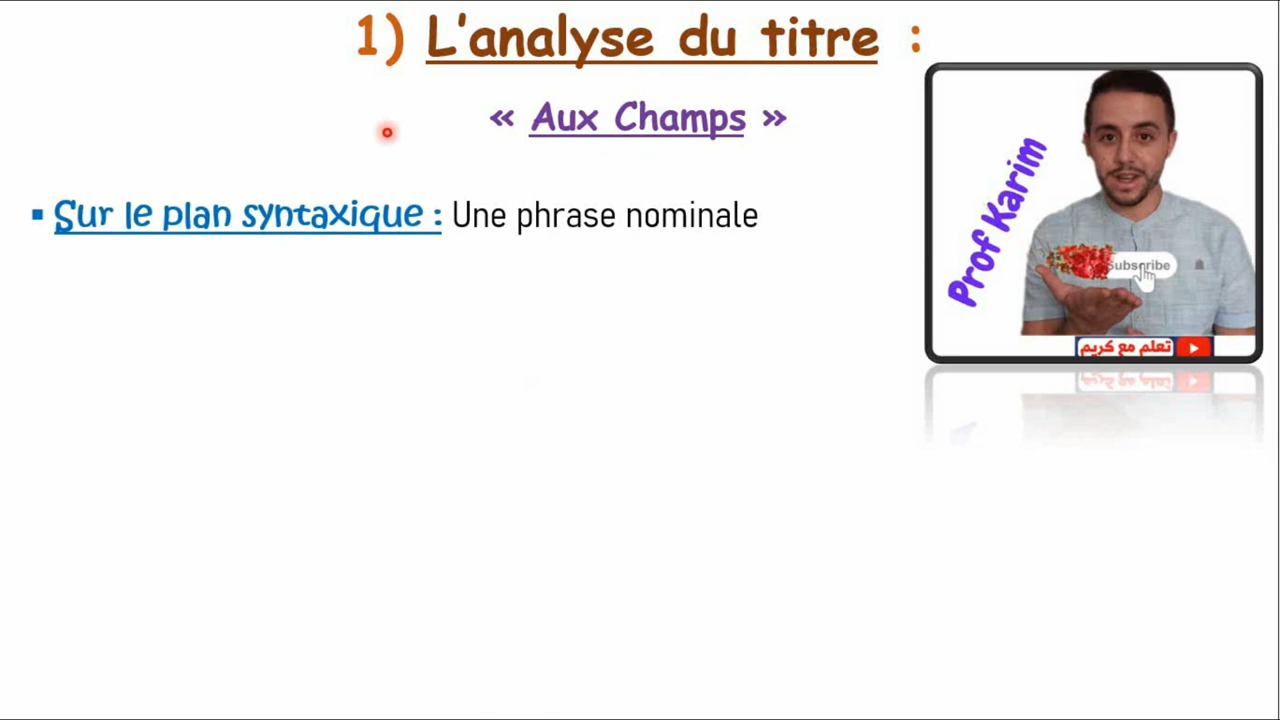 1) L'analyse du titre :
« Aux Champs »
▪ Sur le plan syntaxique : Une phrase nominale
Prof Karim
Subscribe
تعلم مع كريم